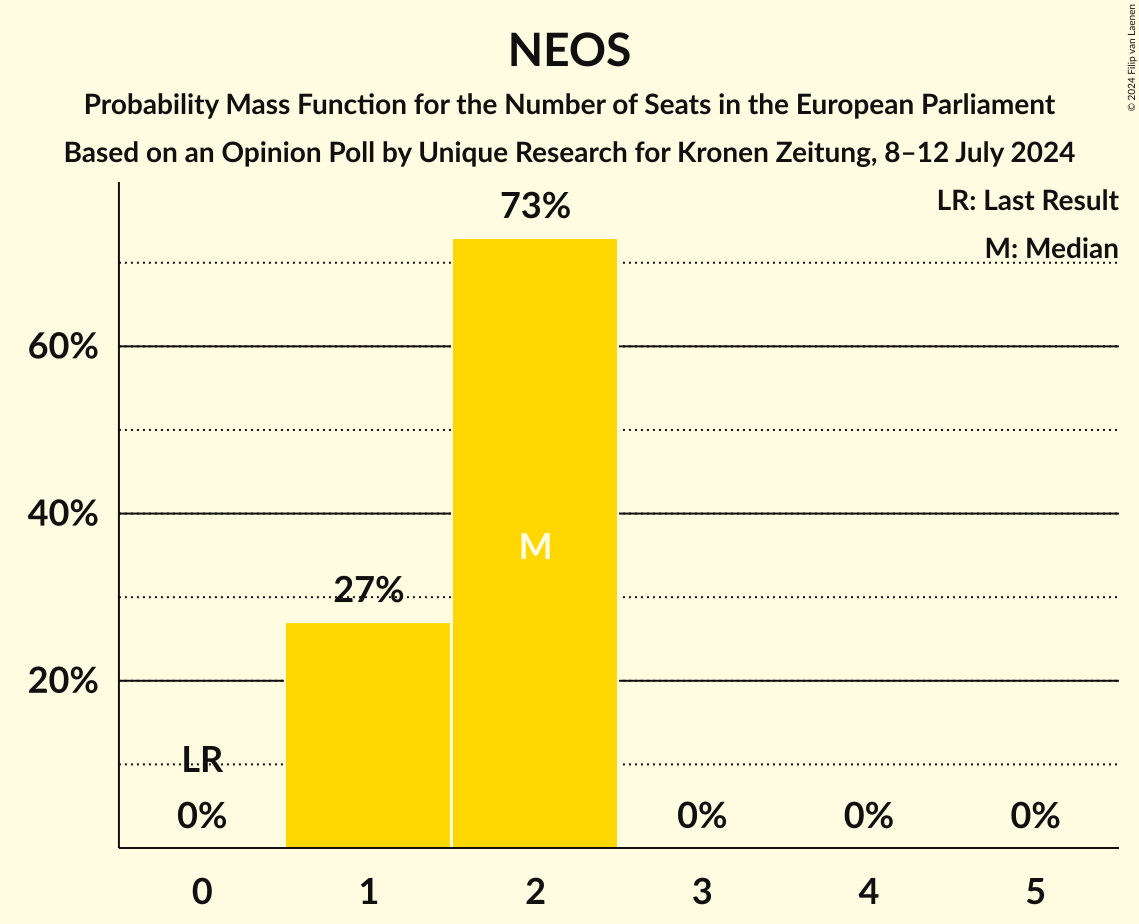 NEOS
Probability Mass Function for the Number of Seats in the European Parliament
Based on an Opinion Poll by Unique Research for Kronen Zeitung, 8–12 July 2024
© 2024 Filip van Laenen
LR: Last Result
M: Median
73%
60%
40%
M
27%
20%
LR
0%
0%
0%
0%
0
1
2
3
4
5